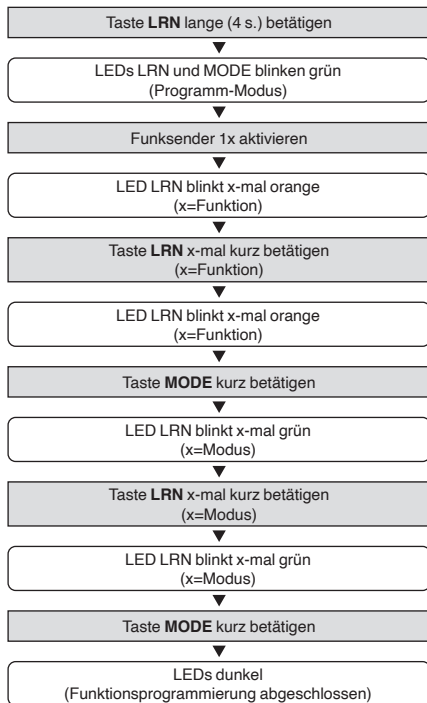 Taste LRN lange (4 s.) betätigen
LEDs LRN und MODE blinken grün
(Programm-Modus)
Funksender 1x aktivieren
LED LRN blinkt x-mal orange
(x=Funktion)
Taste LRN x-mal kurz betätigen
(x=Funktion)
LED LRN blinkt x-mal orange
(x=Funktion)
Taste MODE kurz betätigen
LED LRN blinkt x-mal grün
(x=Modus)
Taste LRN x-mal kurz betätigen
(x=Modus)
LED LRN blinkt x-mal grün
(x=Modus)
Taste MODE kurz betätigen
LEDs dunkel
(Funktionsprogrammierung abgeschlossen)